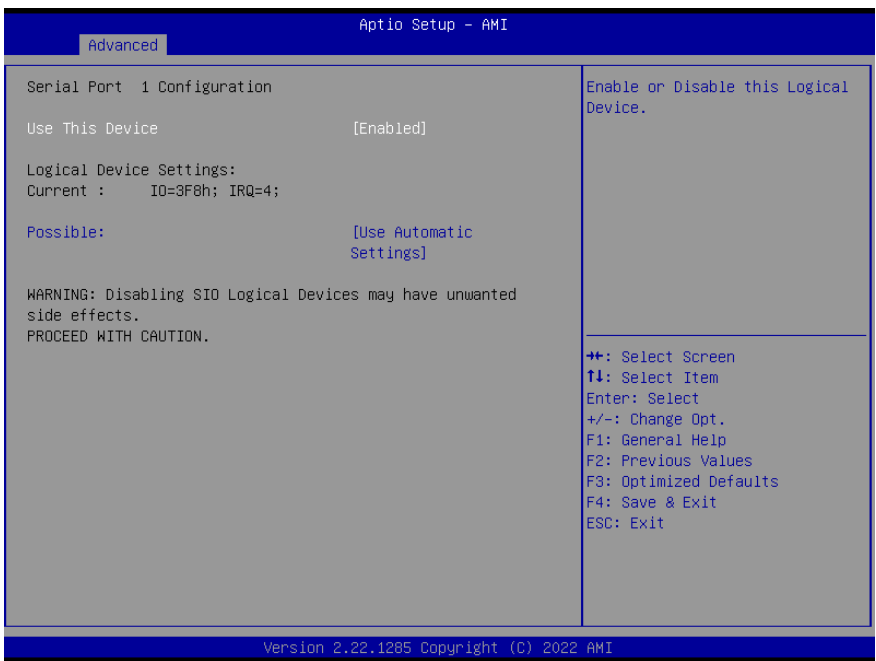 Aptio Setup – AMI
Advanced
Serial Port 1 Configuration
Use This Device [Enabled]
Logical Device Settings:
Current : IO=3F8h; IRQ=4;
Possible: [Use Automatic
Settings]
WARNING: Disabling SIO Logical Devices may have unwanted
side effects.
PROCEED WITH CAUTION.
Enable or Disable this Logical
Device.
→←: Select Screen
↑↓: Select Item
Enter: Select
+/-: Change Opt.
F1: General Help
F2: Previous Values
F3: Optimized Defaults
F4: Save & Exit
ESC: Exit
Version 2.22.1285 Copyright (C) 2022 AMI